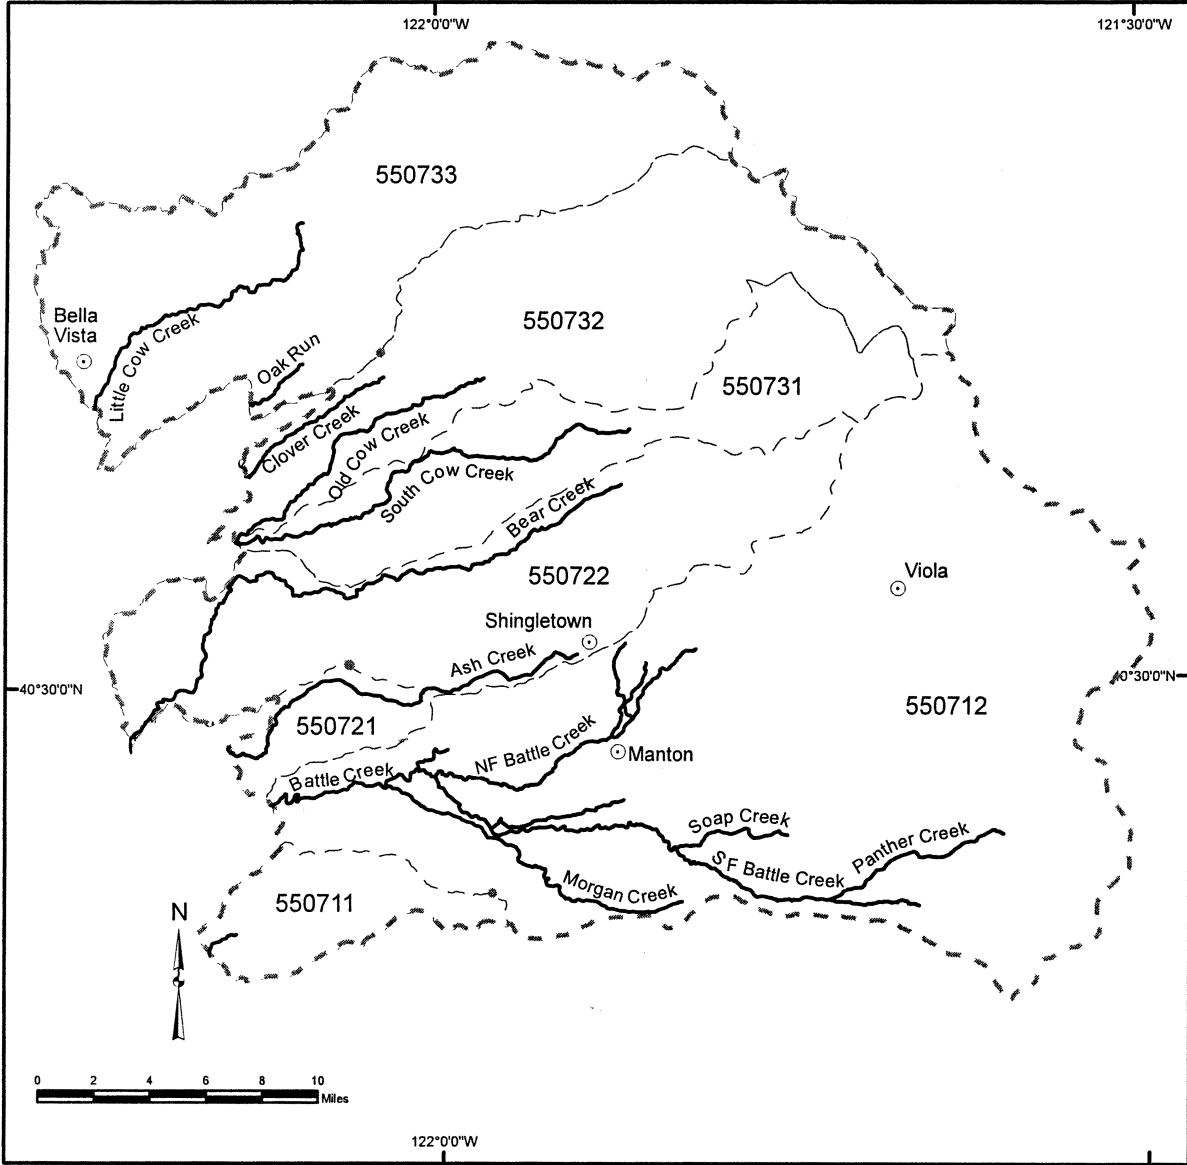 122°0'0"W
121°30'0"W
550733
Bella
Vista
Little Cow Creek
550732
Oak Run
550731
Clover Creek
Old Cow Creek
South Cow Creek
Bear Creek
550722
Viola
Shingletown
Ash Creek
40°30'0"N
0°30'0"N
550712
550721
NF Battle Creek
Manton
Battle Creek
Soap Creek
Panther Creek
SF Battle Creek
Morgan Creek
550711
N
0 2 4 6 8 10
Miles
122°0'0"W